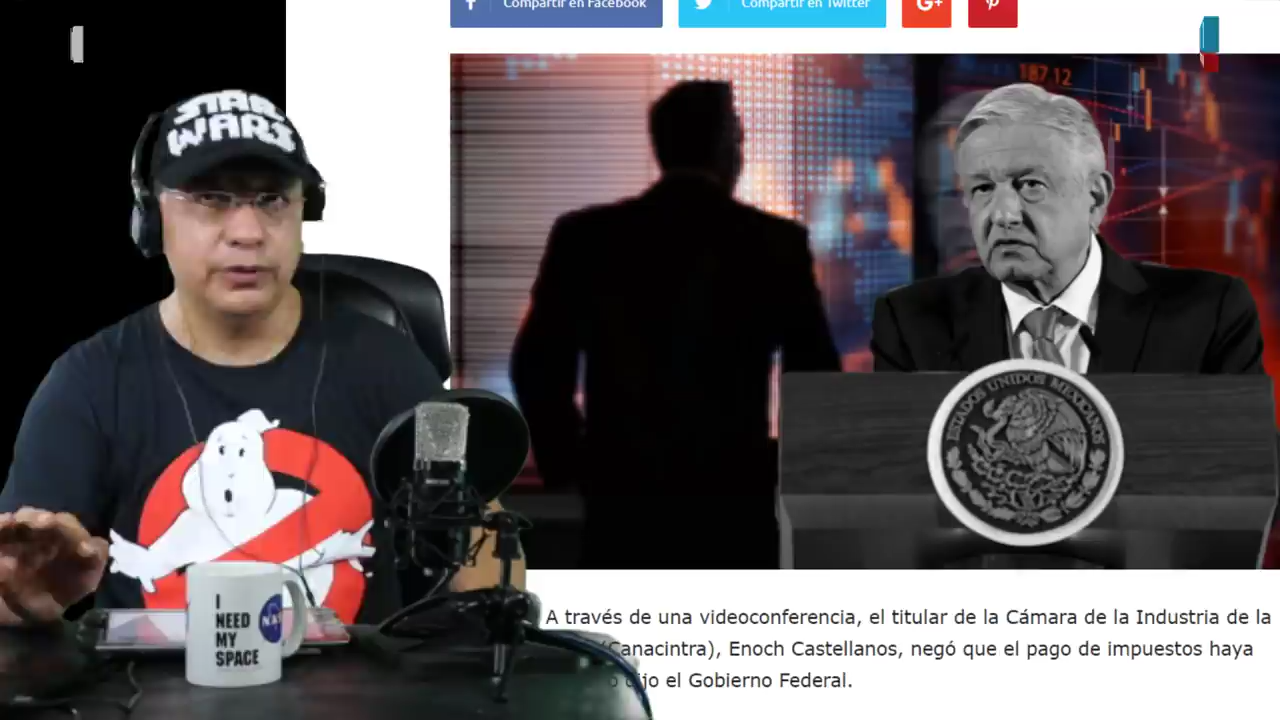 Compartir en Facebook
Compartir en Twitter
G+
187.12
STAR
WARS
ESTADOS UNIDOS MEXICANOS
I
NEED
MY
SPACE
NASA
A través de una videoconferencia, el titular de la Cámara de la Industria de la
(Canacintra), Enoch Castellanos, negó que el pago de impuestos haya
dijo el Gobierno Federal.